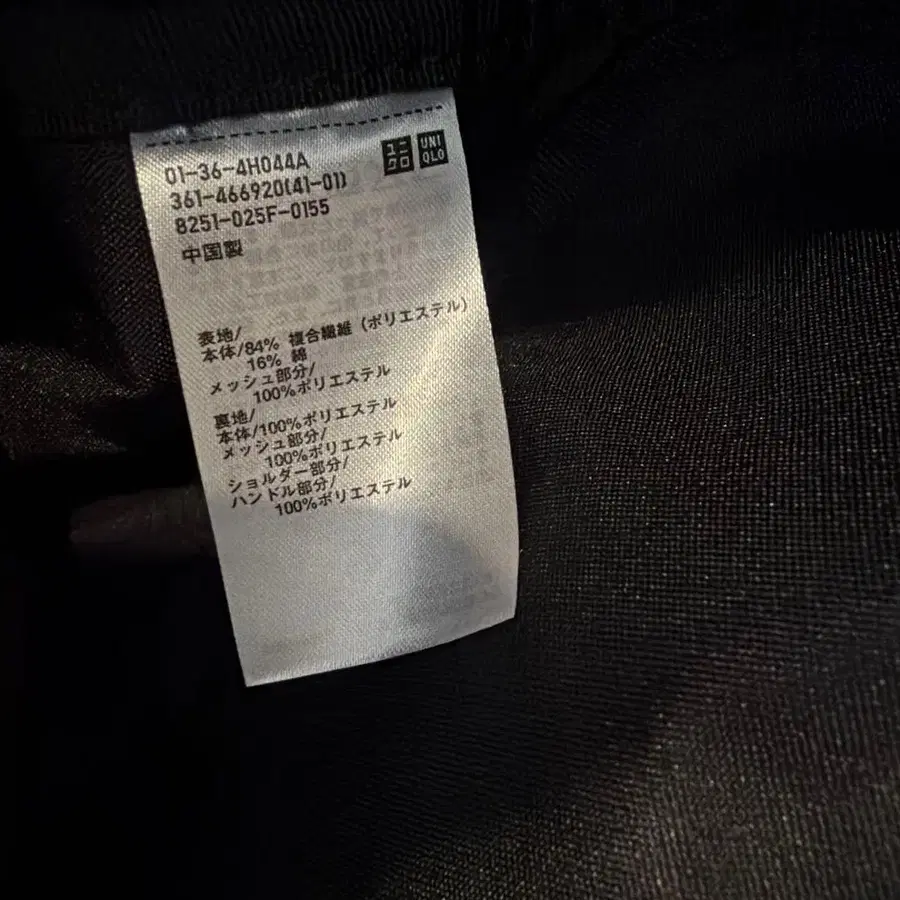 ユニ
クロ
UNI
QLO
01-36-4H044A
361-466920(41-01)
8251-025F-0155
中国製
表地/
本体/84% 複合繊維 (ポリエステル)
16% 綿
メッシュ部分/
100%ポリエステル
裏地/
本体/100%ポリエステル
メッシュ部分/
100%ポリエステル
ショルダー部分/
ハンドル部分/
100%ポリエステル